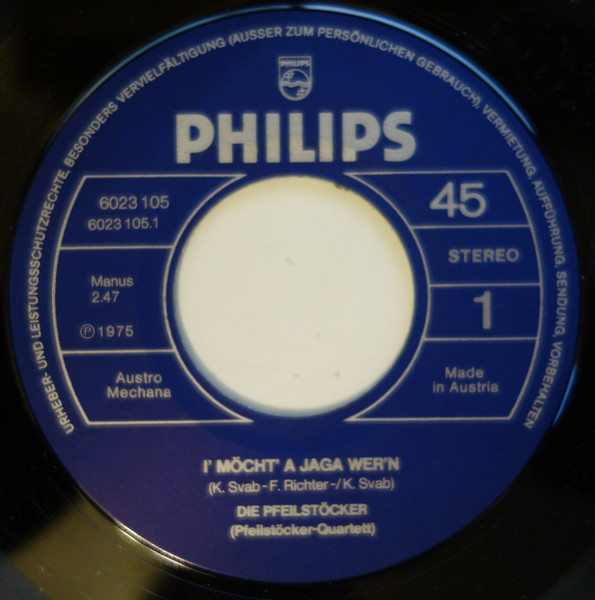 URHEBER- UND LEISTUNGSSCHUTZRECHTE, BESONDERS VERVIELFÄLTIGUNG (AUSSER ZUM PERSÖNLICHEN GEBRAUCH), VERMIETUNG, AUFFÜHRUNG, SENDUNG, VORBEHALTEN
PHILIPS
PHILIPS
6023 105
6023 105.1
Manus
2.47
Ⓟ 1975
Austro
Mechana
45
STEREO
1
Made
in Austria
I' MÖCHT' A JAGA WER'N
(K. Svab - F. Richter -/ K. Svab)
DIE PFEILSTÖCKER
(Pfeilstöcker-Quartett)